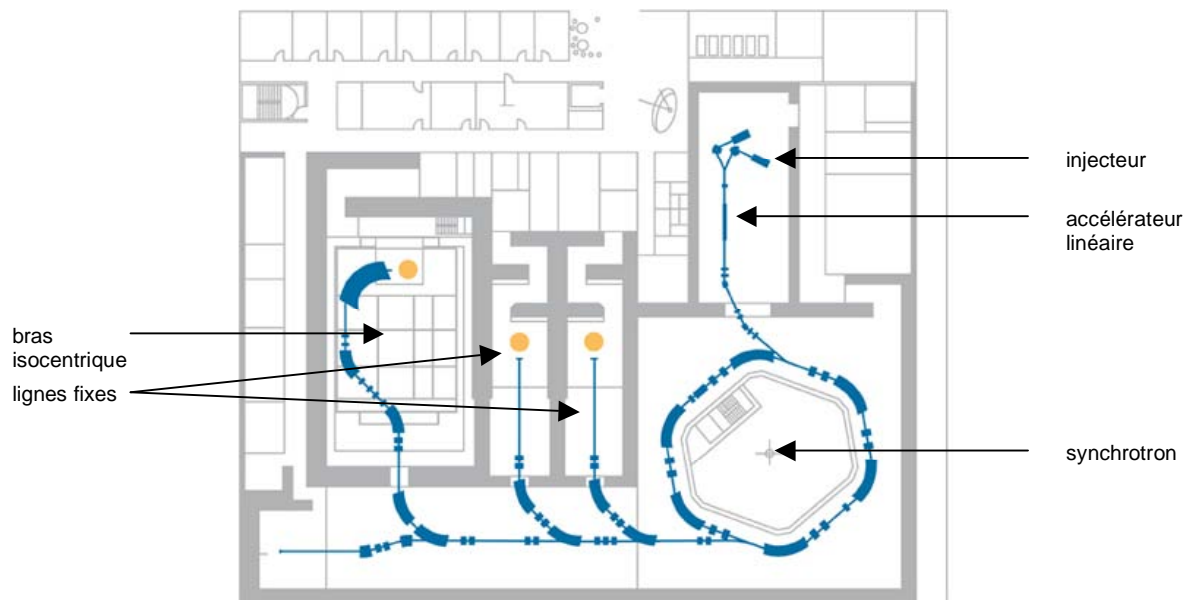 injecteur
accélérateur
linéaire
bras
isocentrique
lignes fixes
synchrotron